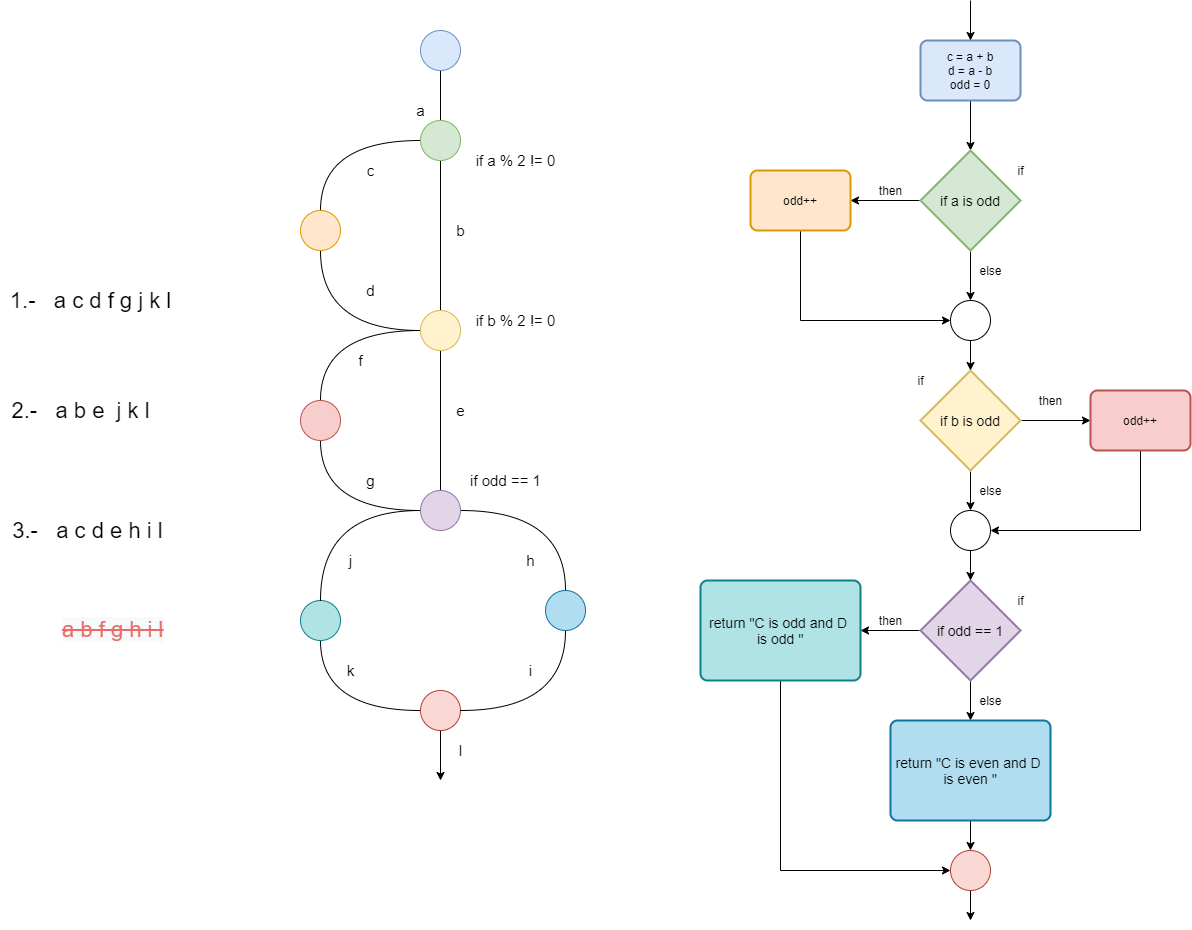 1.- a c d f g j k l
2.- a b e j k l
3.- a c d e h i l
a b f g h i l
a
if a % 2 != 0
c
b
d
if b % 2 != 0
f
e
g
if odd == 1
j
h
k
i
l
c = a + b
d = a - b
odd = 0
if
if a is odd
then
odd++
else
if
if b is odd
then
odd++
else
if
if odd == 1
then
return "C is odd and D
is odd "
else
return "C is even and D
is even "